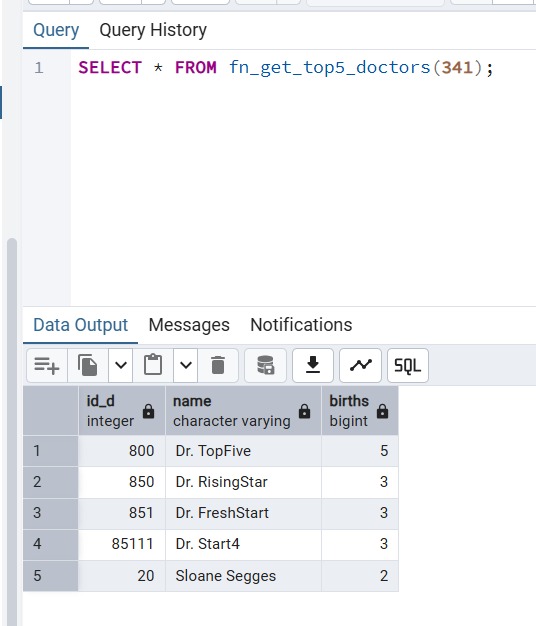 Query Query History
1 SELECT * FROM fn_get_top5_doctors(341);
Data Output Messages Notifications
SQL
id_d name births
integer character varying bigint
1 800 Dr. TopFive 5
2 850 Dr. RisingStar 3
3 851 Dr. FreshStart 3
4 85111 Dr. Start4 3
5 20 Sloane Segges 2